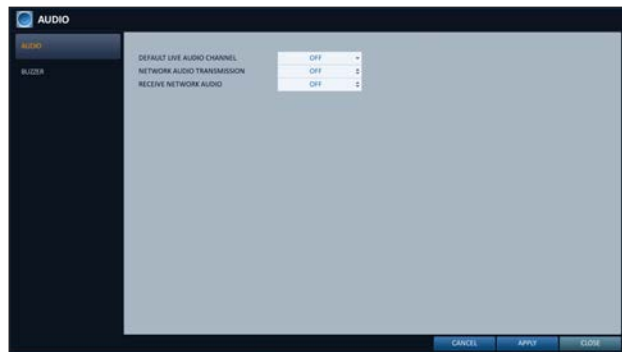 AUDIO
AUDIO
BUZZER
DEFAULT LIVE AUDIO CHANNEL OFF
NETWORK AUDIO TRANSMISSION OFF
RECEIVE NETWORK AUDIO OFF
CANCEL APPLY CLOSE